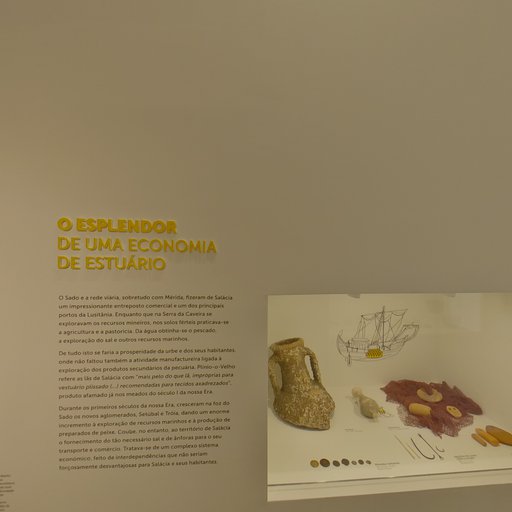 O ESPLENDOR
DE UMA ECONOMIA
DE ESTUÁRIO
O Sado e a rede viária, sobretudo com Mérida, fizeram de Salácia
um impressionante entreposto comercial e um dos principais
portos da Lusitânia. Enquanto que na Serra da Caveira se
exploravam os recursos mineiros, nos solos férteis praticava-se
a agricultura e a pastorícia. Da água obtinha-se o pescado,
a exploração do sal e outros recursos marinhos.
De tudo isto se faria a prosperidade da urbe e dos seus habitantes,
onde não faltou também a atividade manufatureira ligada à
exploração dos produtos secundários da pecuária. Plínio-o-Velho
refere as lãs de Salácia com "mais pelo do que lã, impróprias para
vestuário plissado (...) recomendadas para tecidos axadrezados",
produto afamado já nos meados do século I da nossa Era.
Durante os primeiros séculos da nossa Era, cresceram na foz do
Sado os novos aglomerados, Setúbal e Tróia, dando um enorme
incremento à exploração de recursos marinhos e à produção de
preparados de peixe. Coube, no entanto, ao território de Salácia
o fornecimento do tão necessário sal e de ânforas para o seu
transporte e comércio. Tratava-se de um complexo sistema
económico, feito de interdependências que não seriam
forçosamente desvantajosas para Salácia e seus habitantes.